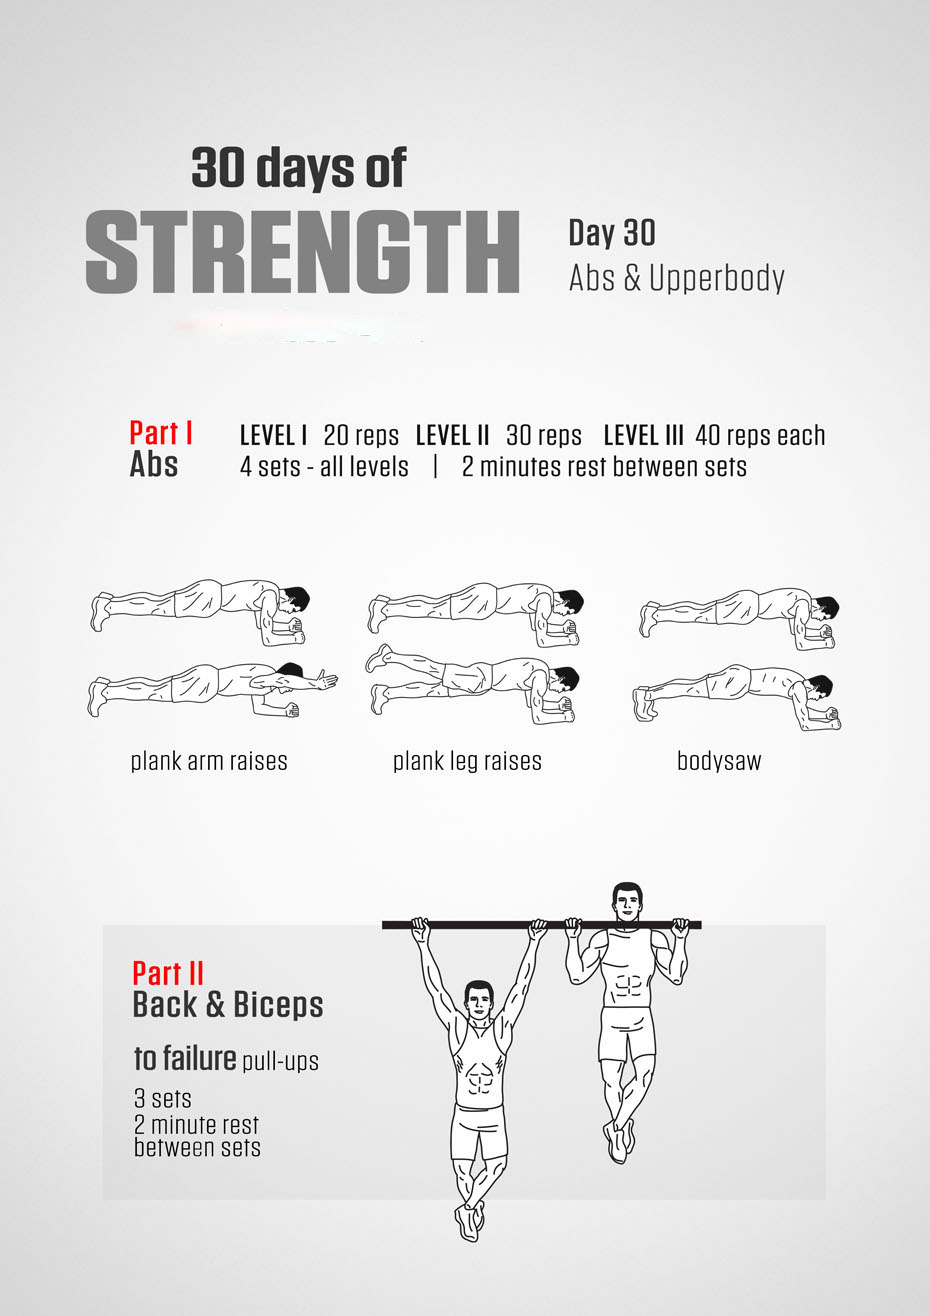 30 days of
STRENGTH
Day 30
Abs & Upperbody
Part I
Abs
LEVEL I 20 reps LEVEL II 30 reps LEVEL III 40 reps each
4 sets - all levels | 2 minutes rest between sets
plank arm raises
plank leg raises
bodysaw
Part II
Back & Biceps
to failure pull-ups
3 sets
2 minute rest
between sets